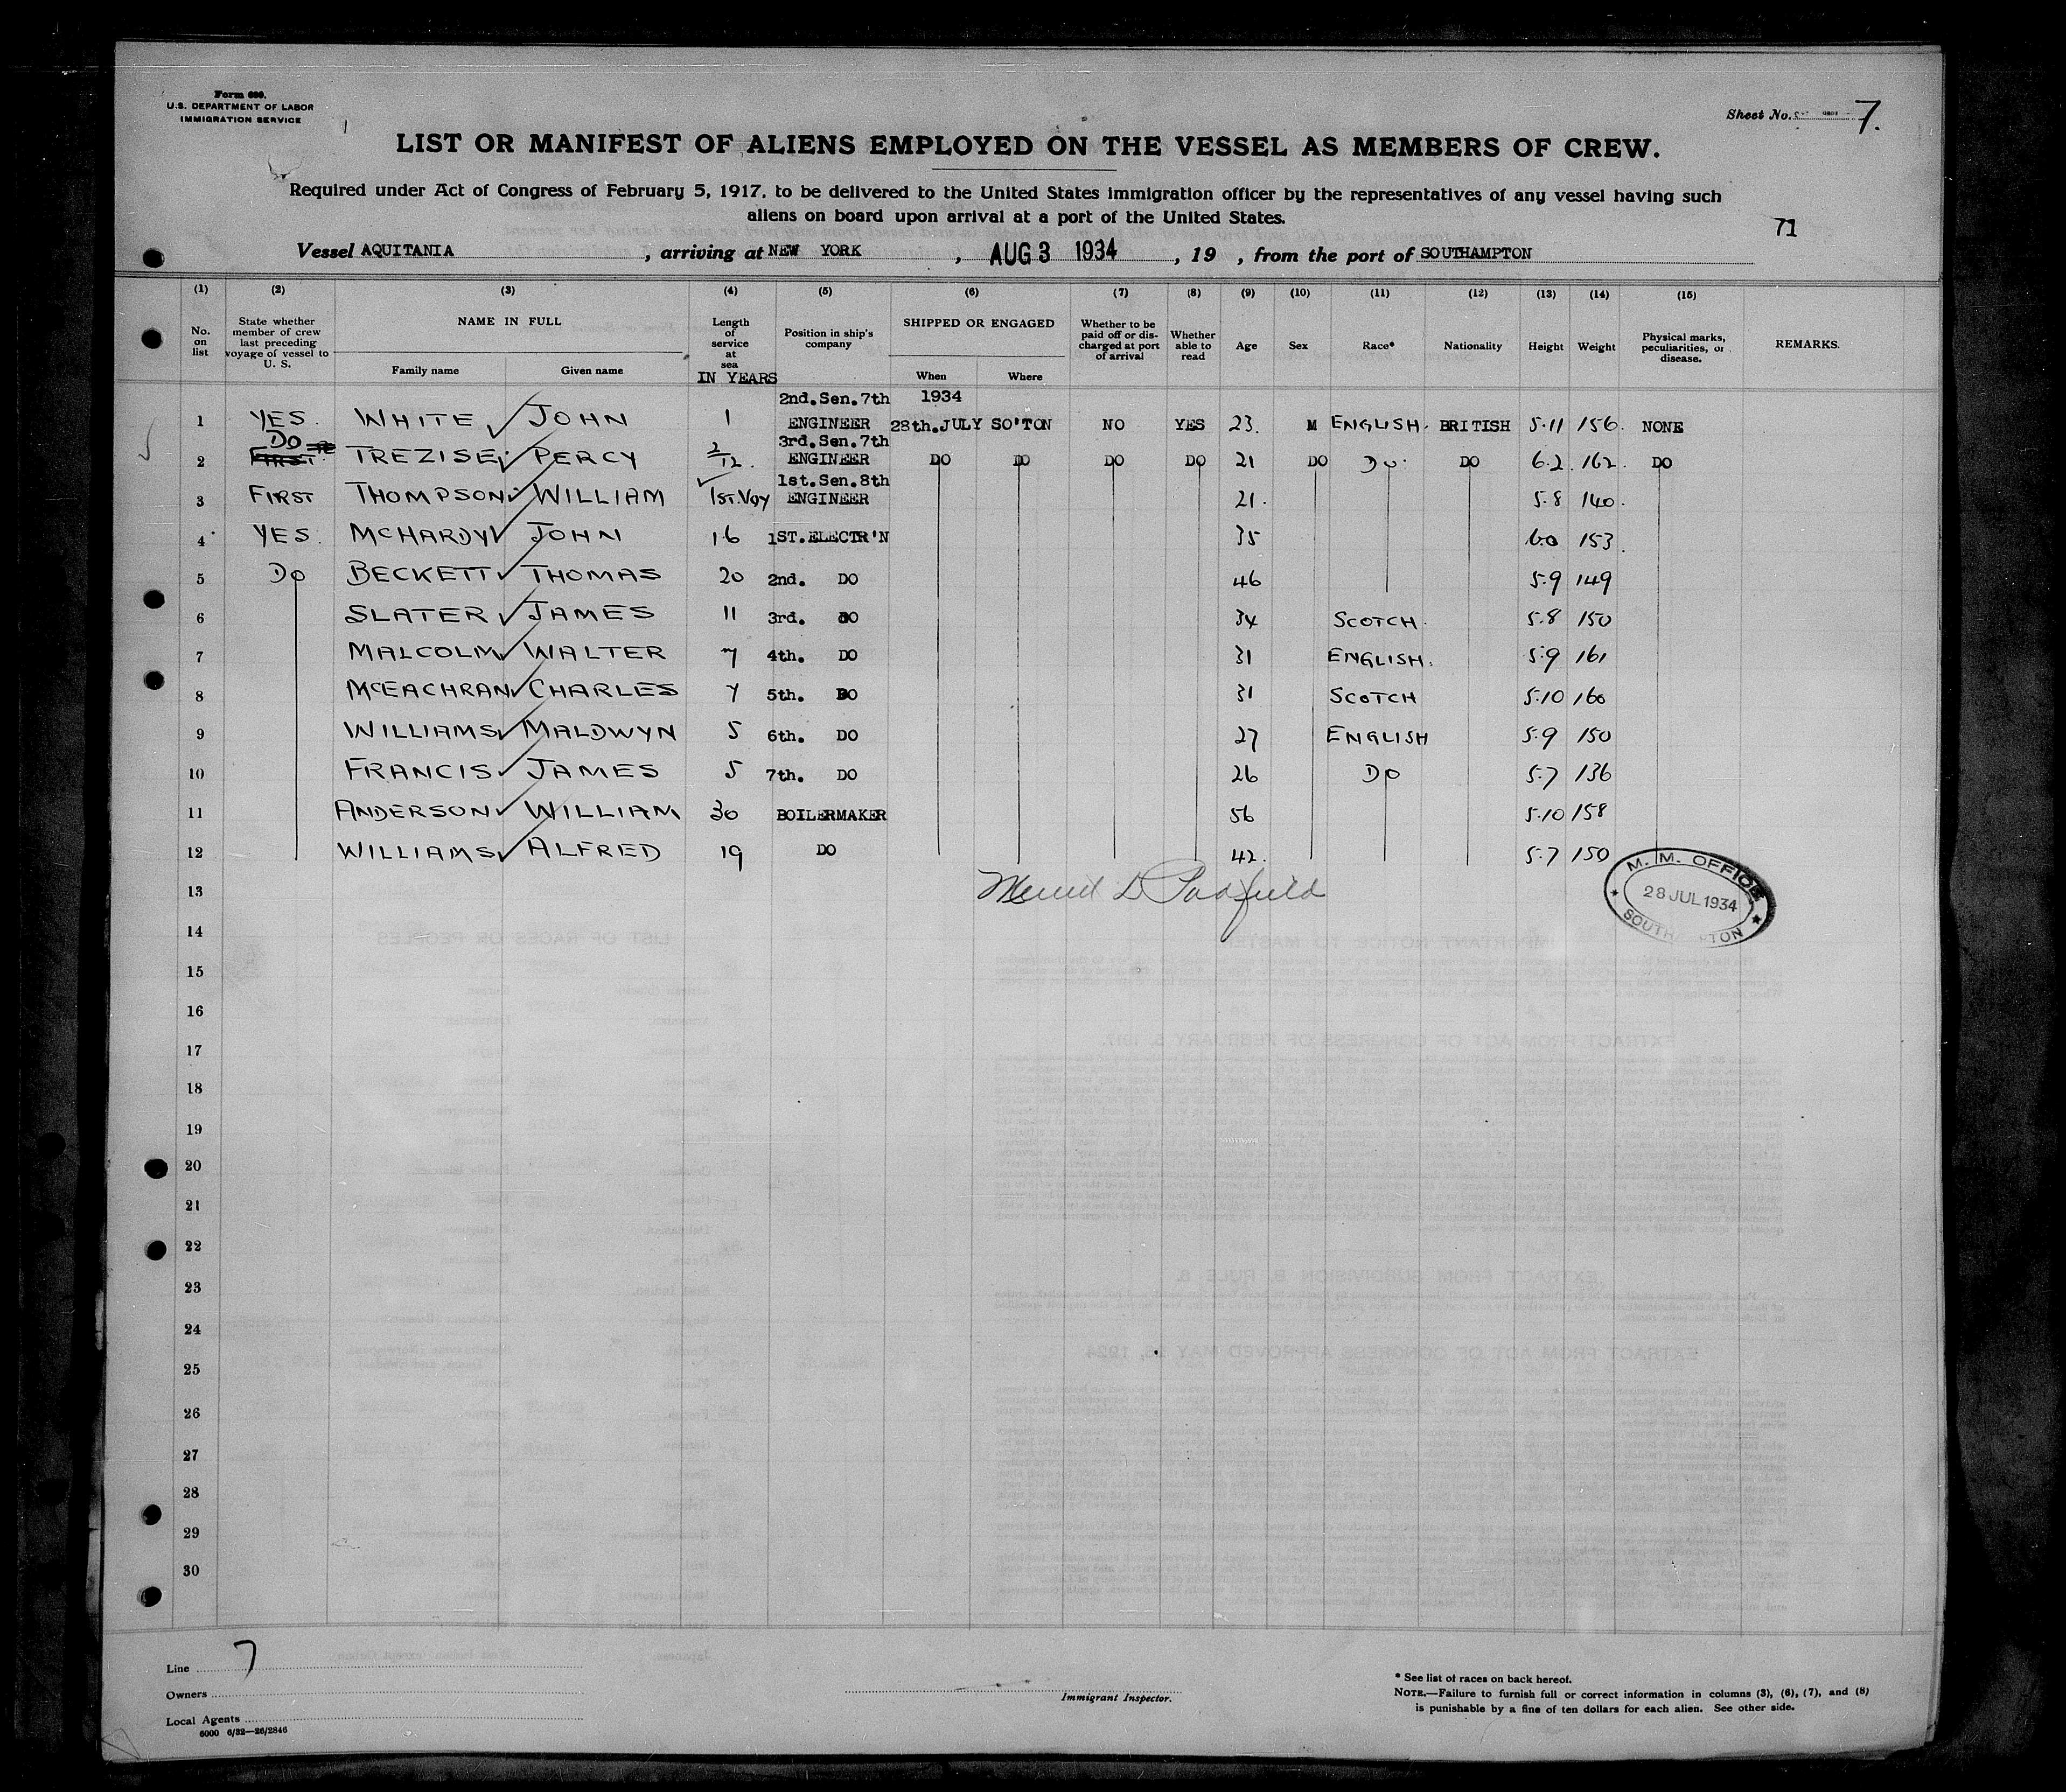 Form 680.
U.S. DEPARTMENT OF LABOR
IMMIGRATION SERVICE
Sheet No. 7.
LIST OR MANIFEST OF ALIENS EMPLOYED ON THE VESSEL AS MEMBERS OF CREW.
Required under Act of Congress of February 5, 1917, to be delivered to the United States immigration officer by the representatives of any vessel having such
aliens on board upon arrival at a port of the United States.
71
Vessel AQUITANIA, arriving at NEW YORK, AUG 3 1934, 19 , from the port of SOUTHAMPTON
(1) (2) (3) (4) (5) (6) (7) (8) (9) (10) (11) (12) (13) (14) (15)
No. on list
State whether member of crew last preceding voyage of vessel to U. S.
NAME IN FULL
Family name Given name
Length of service at sea
IN YEARS
Position in ship's company
SHIPPED OR ENGAGED
When Where
Whether to be paid off or discharged at port of arrival
Whether able to read
Age
Sex
Race*
Nationality
Height
Weight
Physical marks, peculiarities, or disease.
REMARKS.
2nd.Sen.7th 1934
1 YES. WHITE JOHN 1 ENGINEER 28th.JULY SO'TON NO YES 23. M ENGLISH. BRITISH 5.11 156. NONE
DO 3rd.Sen.7th
2 FIRST TREZISE PERCY 2/12. ENGINEER DO DO DO DO 21 DO DO DO 6.2. 162. DO
1st.Sen.8th
3 FIRST THOMPSON WILLIAM 1ST.VOY ENGINEER 21. 5.8 140.
4 YES. MCHARDY JOHN 16 1ST.ELECTR'N 35 6.0 153.
5 DO BECKETT THOMAS 20 2nd. DO 46 5.9 149
6 SLATER JAMES 11 3rd. DO 34 SCOTCH. 5.8 150
7 MALCOLM WALTER 7 4th. DO 31 ENGLISH. 5.9 161
8 MCEACHRAN CHARLES 7 5th. DO 31 SCOTCH 5.10 160
9 WILLIAMS MALDWYN 5 6th. DO 27 ENGLISH 5.9 150
10 FRANCIS JAMES 5 7th. DO 26 DO 5.7 136
11 ANDERSON WILLIAM 30 BOILERMAKER 56 5.10 158
12 WILLIAMS ALFRED 19 DO 42. 5.7 150
M. M. OFFICE
28 JUL 1934
13
14
15
16
17
18
19
20
21
22
23
24
25
26
27
28
29
30
Line 7
Owners
Local Agents
6000 6/32—26/2846
Immigrant Inspector.
* See list of races on back hereof.
NOTE.—Failure to furnish full or correct information in columns (3), (6), (7), and (8)
is punishable by a fine of ten dollars for each alien. See other side.